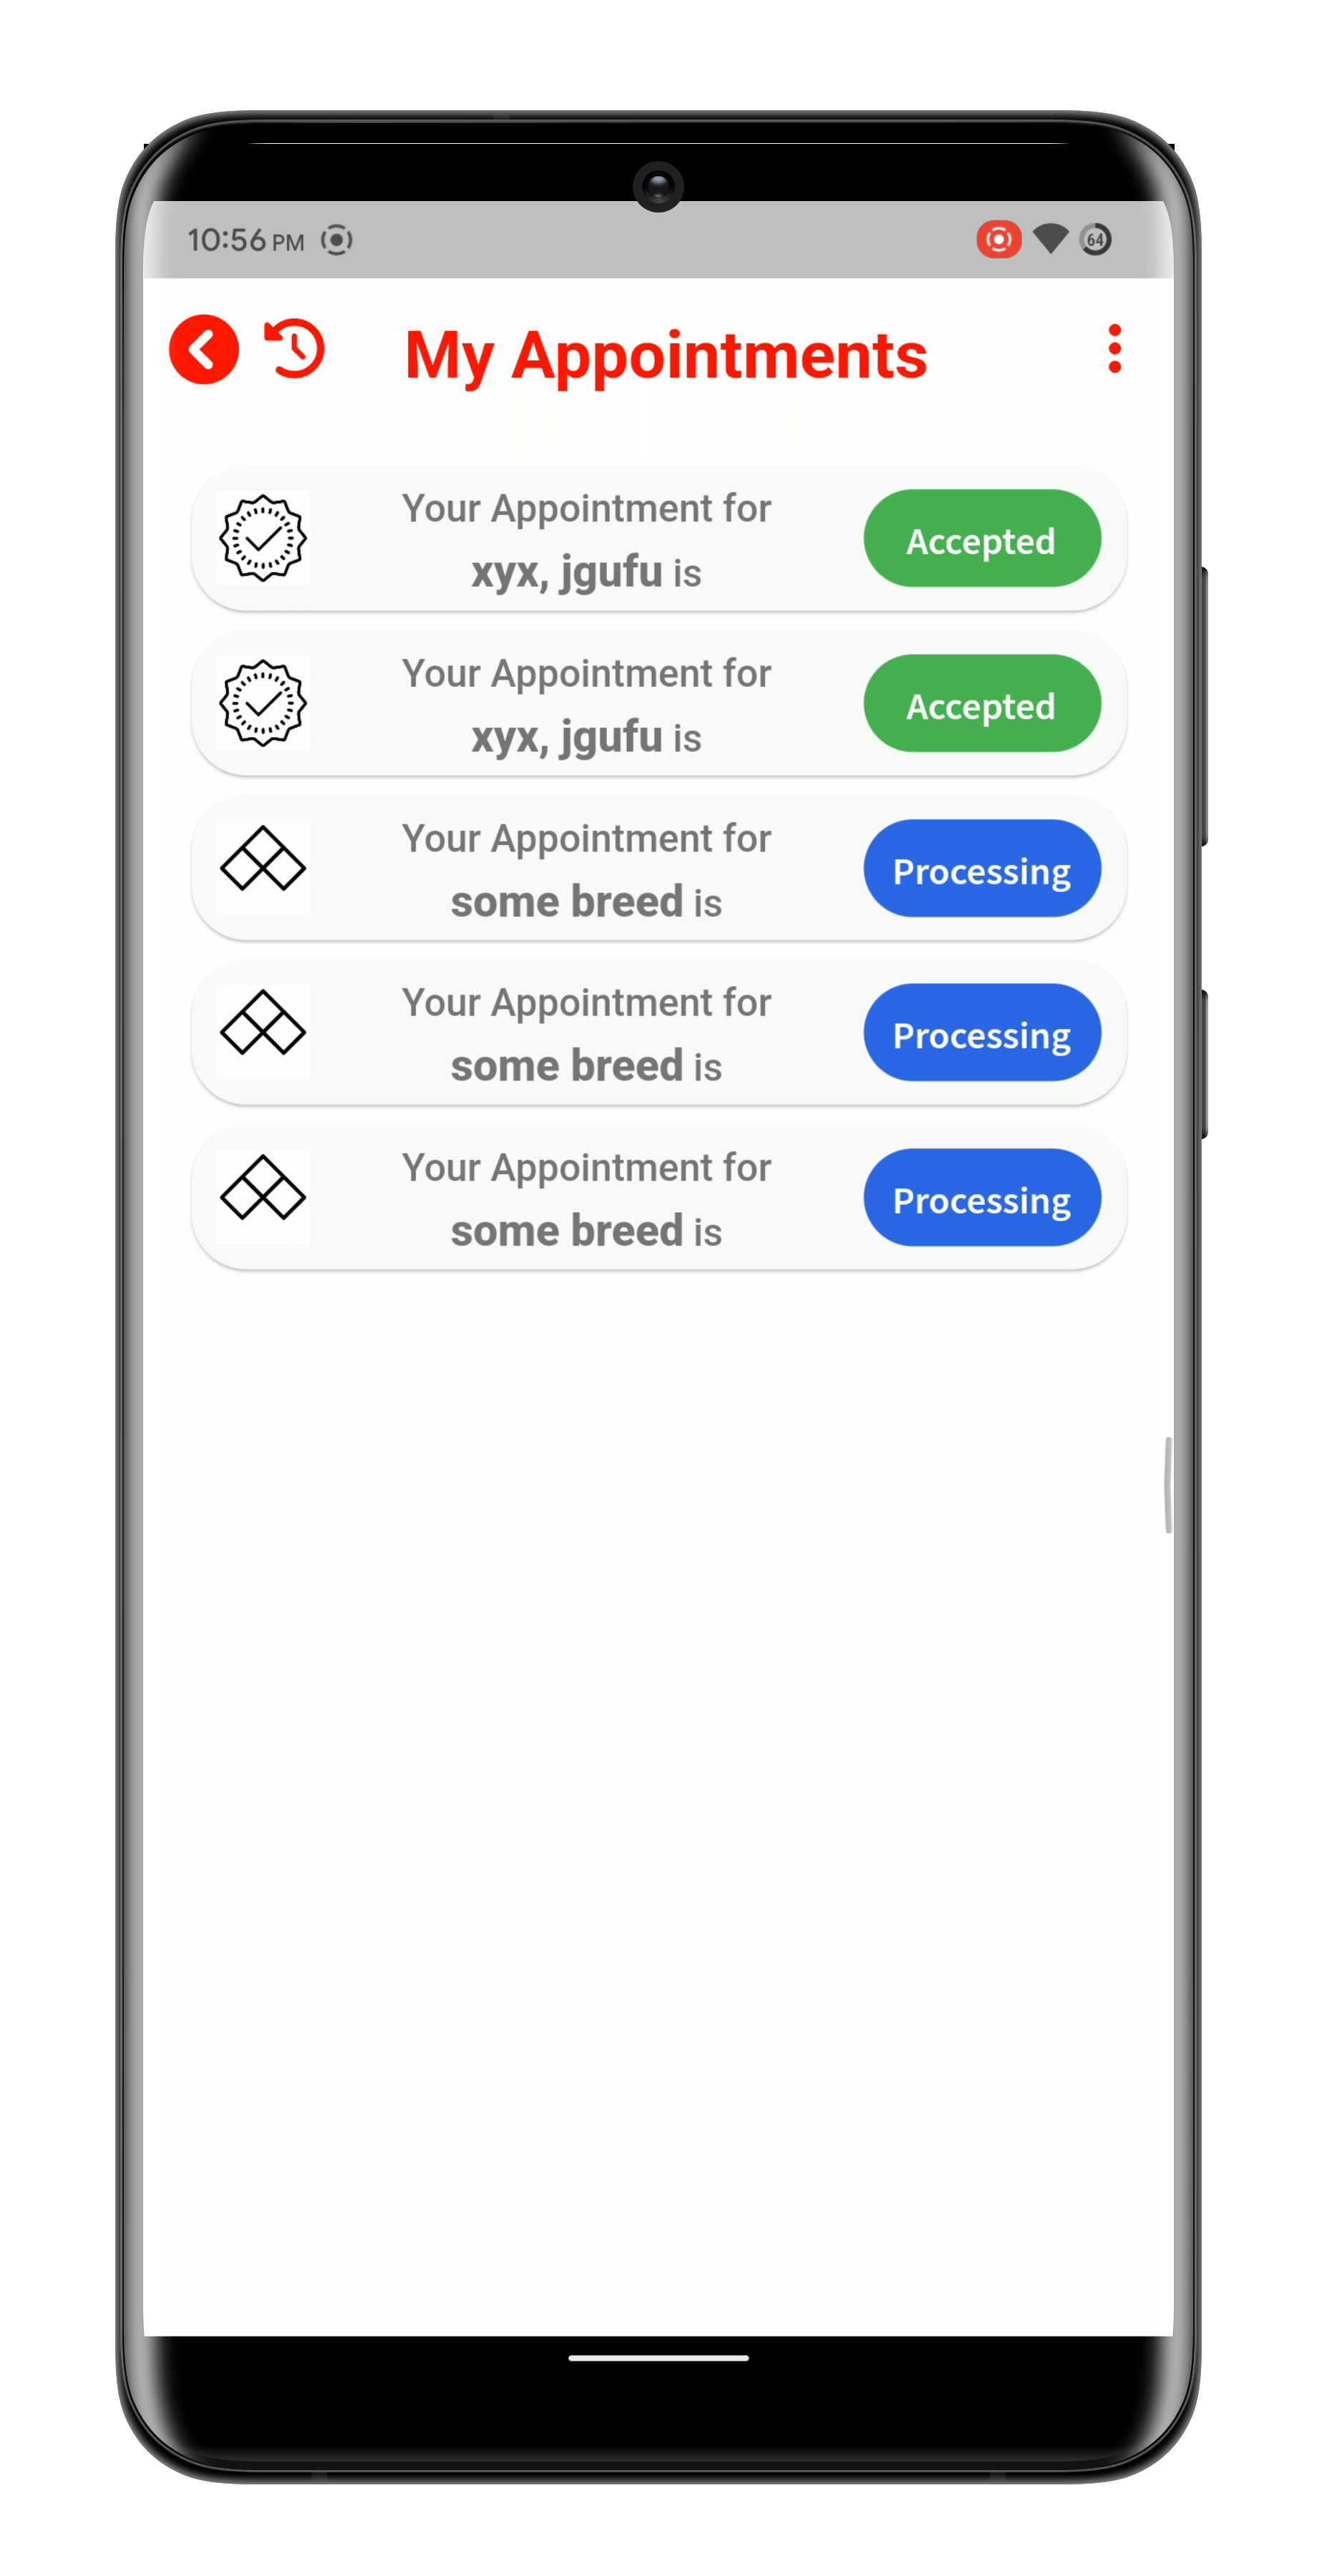 10:56 PM
64
My Appointments
Your Appointment for
xyx, jgufu is
Accepted
Your Appointment for
xyx, jgufu is
Accepted
Your Appointment for
some breed is
Processing
Your Appointment for
some breed is
Processing
Your Appointment for
some breed is
Processing